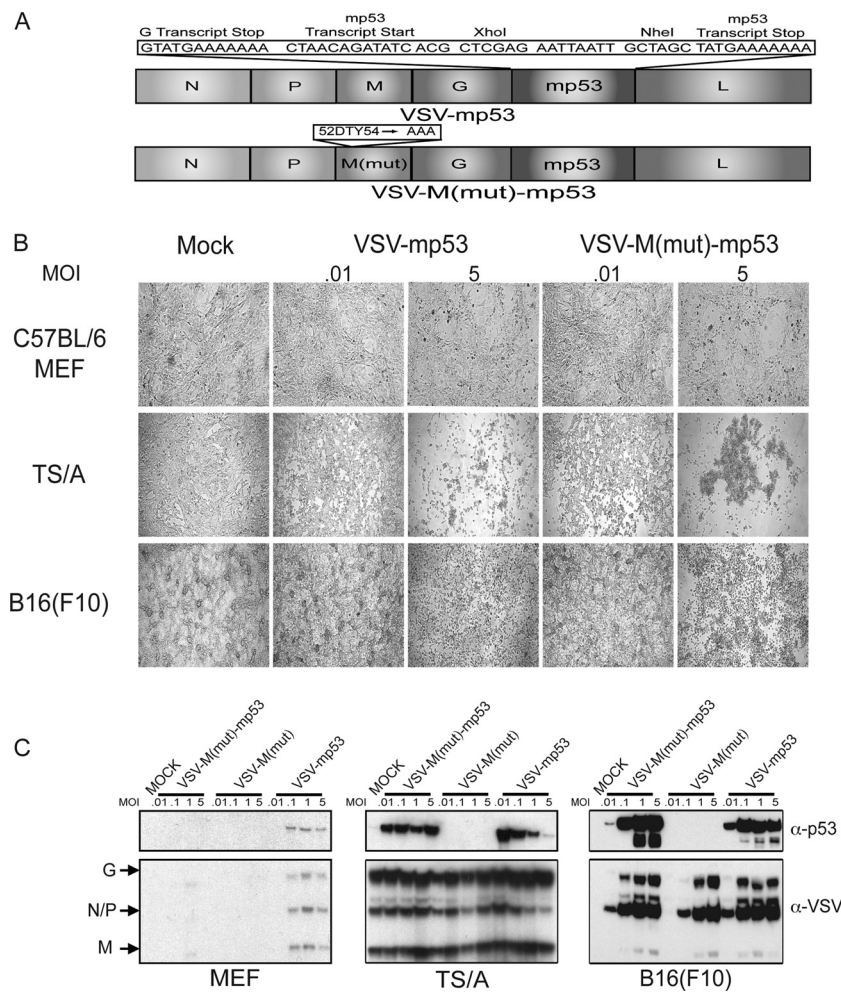 A
G Transcript Stop mp53 Transcript Start XhoI NheI mp53 Transcript Stop
GTATGAAAAAAA CTAACAGATATC ACG CTCGAG AATTAATT GCTAGC TATGAAAAAAA
N P M G mp53 L
VSV-mp53
52DTY54→ AAA
N P M(mut) G mp53 L
VSV-M(mut)-mp53
B
Mock VSV-mp53 VSV-M(mut)-mp53
MOI .01 5 .01 5
C57BL/6 MEF
TS/A
B16(F10)
C
MOCK VSV-M(mut)-mp53 VSV-M(mut) VSV-mp53
MOCK VSV-M(mut)-mp53 VSV-M(mut) VSV-mp53
MOCK VSV-M(mut)-mp53 VSV-M(mut) VSV-mp53
MOI .01 .1 1 5 .01 .1 1 5 .01 .1 1 5
MOI .01 .1 1 5 .01 .1 1 5 .01 .1 1 5
MOI .01 .1 1 5 .01 .1 1 5 .01 .1 1 5
α-p53
G
N/P
M
α-VSV
MEF TS/A B16(F10)